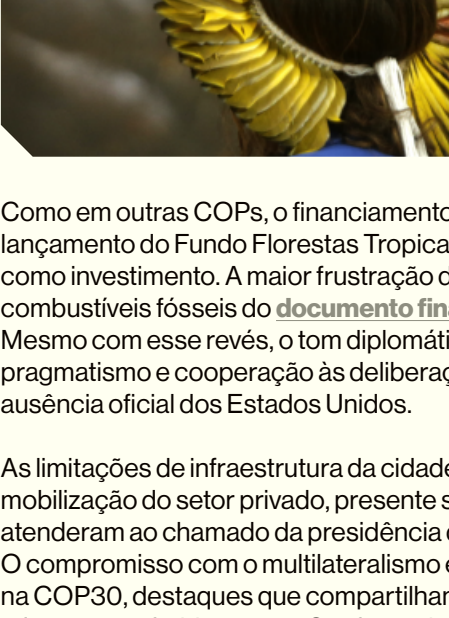 Como em outras COPs, o financiamento
lançamento do Fundo Florestas Tropica
como investimento. A maior frustração d
combustíveis fósseis do documento fina
Mesmo com esse revés, o tom diplomáti
pragmatismo e cooperação às deliberaç
ausência oficial dos Estados Unidos.
As limitações de infraestrutura da cidade
mobilização do setor privado, presente s
atenderam ao chamado da presidência
O compromisso com o multilateralismo e
na COP30, destaques que compartilhar